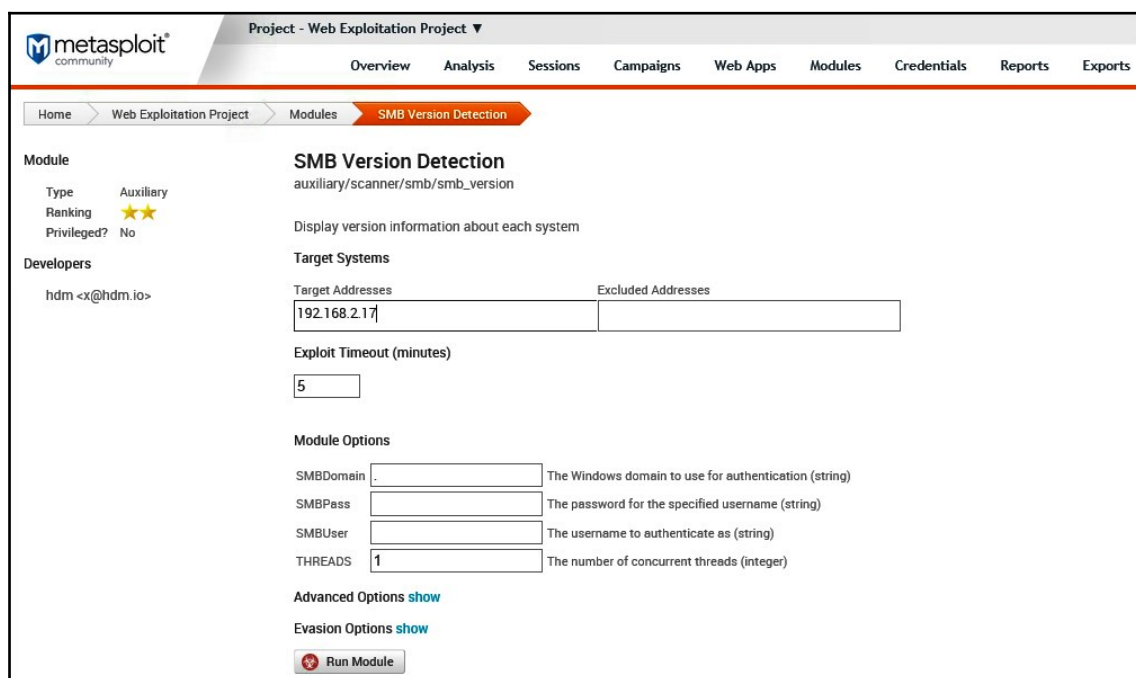 Project - Web Exploitation Project ▼
metasploit®
community
Overview Analysis Sessions Campaigns Web Apps Modules Credentials Reports Exports
Home Web Exploitation Project Modules SMB Version Detection
Module
Type Auxiliary
Ranking
Privileged? No
Developers
hdm <x@hdm.io>
SMB Version Detection
auxiliary/scanner/smb/smb_version
Display version information about each system
Target Systems
Target Addresses Excluded Addresses
192.168.2.17
Exploit Timeout (minutes)
5
Module Options
SMBDomain . The Windows domain to use for authentication (string)
SMBPass The password for the specified username (string)
SMBUser The username to authenticate as (string)
THREADS 1 The number of concurrent threads (integer)
Advanced Options show
Evasion Options show
Run Module